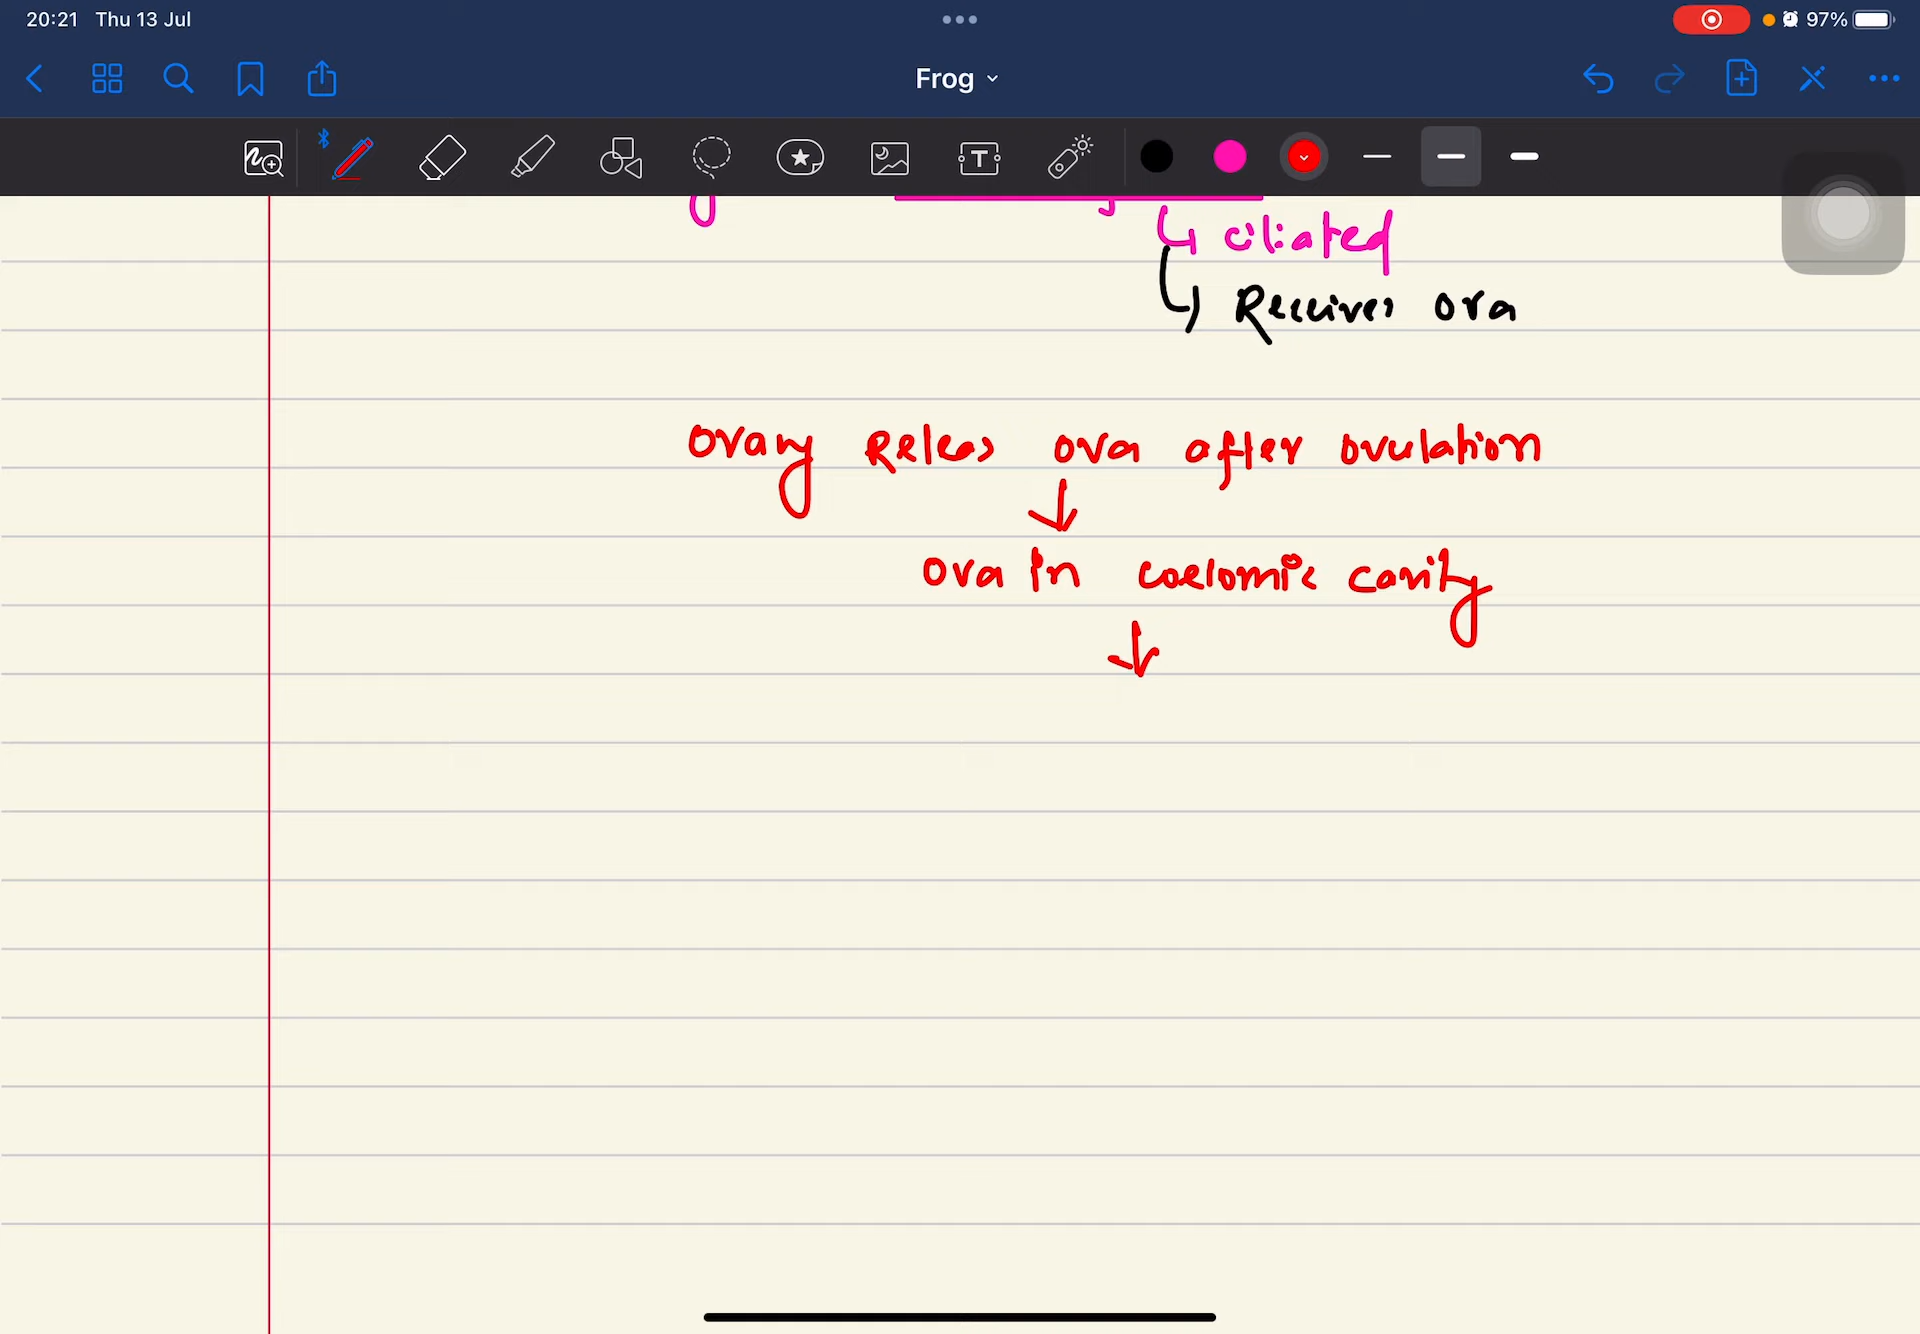 20:21 Thu 13 Jul
97%
Frog
T
ciliated
Receives ova
ovary Releas ova after ovulation
ova in coelomic cavity